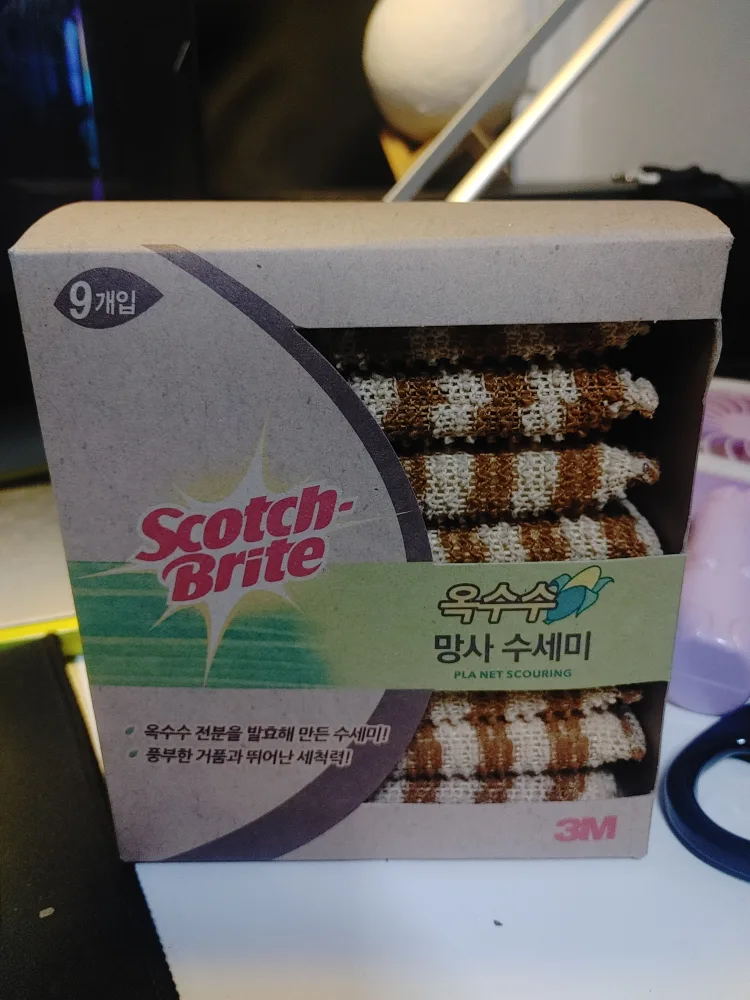 9개입
Scotch-
Brite
옥수수
망사 수세미
PLA NET SCOURING
옥수수 전분을 발효해 만든 수세미!
풍부한 거품과 뛰어난 세척력!
3M